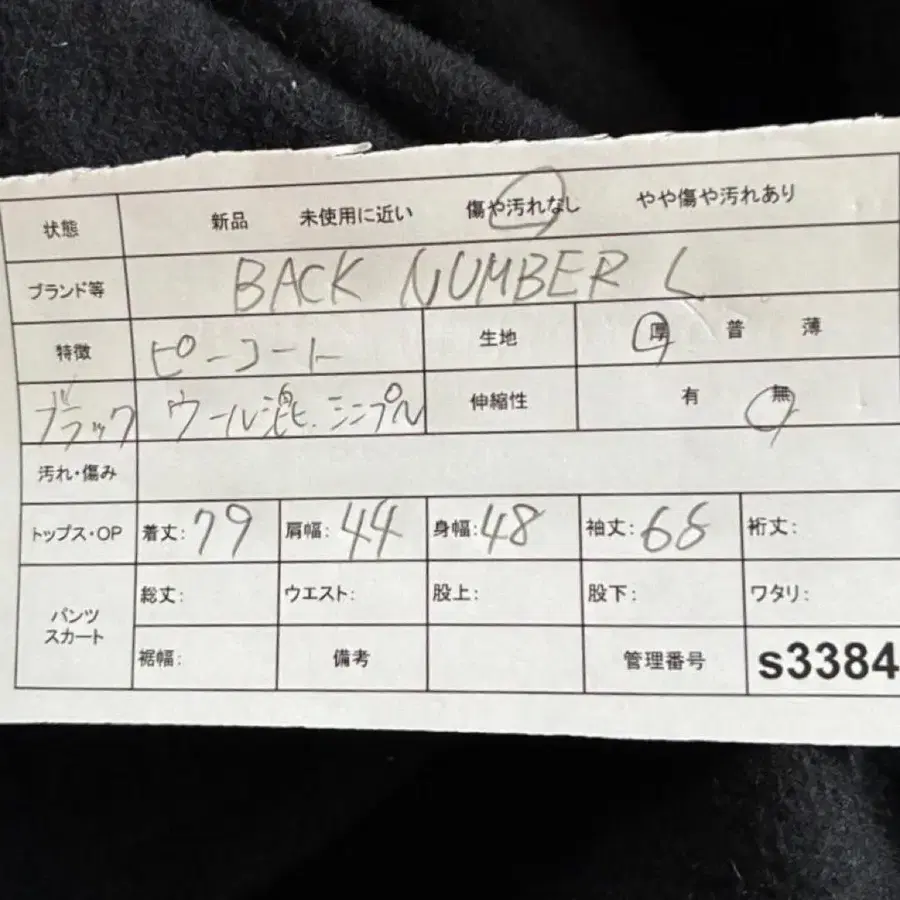 状態 新品 未使用に近い 傷や汚れなし やや傷や汚れあり
ブランド等 BACK NUMBER L
特徴 ピーコート 生地 厚 普 薄
ブラック ウール混.シンプル 伸縮性 有 無
汚れ・傷み
トップス・OP 着丈:79 肩幅:44 身幅:48 袖丈:68 裄丈:
パンツ スカート 総丈: ウエスト: 股上: 股下: ワタリ:
裾幅: 備考 管理番号 s3384